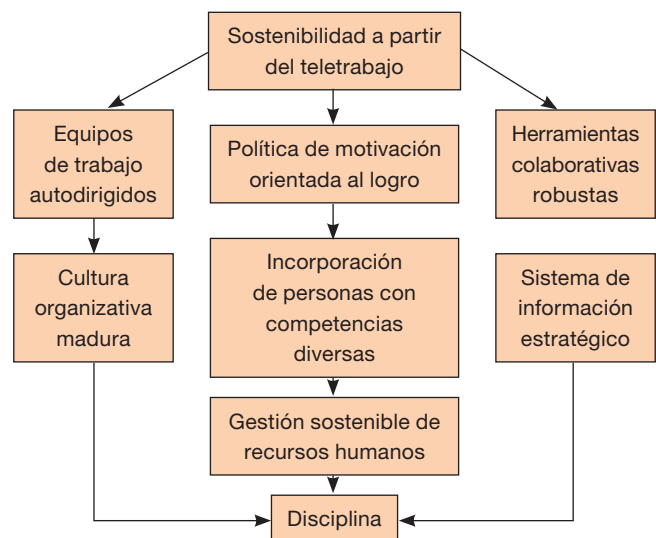 Sostenibilidad a partir
del teletrabajo
Equipos
de trabajo
autodirigidos
Política de motivación
orientada al logro
Herramientas
colaborativas
robustas
Cultura
organizativa
madura
Incorporación
de personas con
competencias
diversas
Sistema de
información
estratégico
Gestión sostenible de
recursos humanos
Disciplina